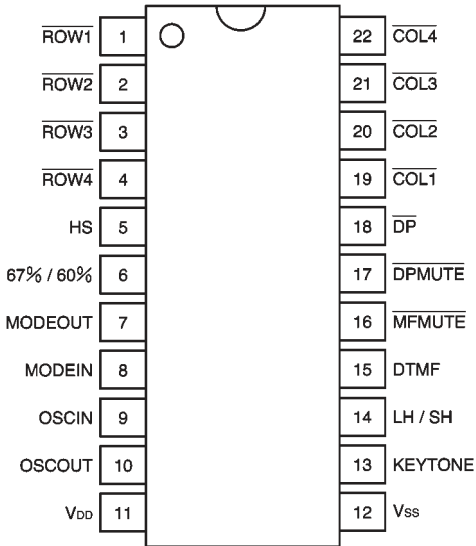 ROW1 1 22 COL4
ROW2 2 21 COL3
ROW3 3 20 COL2
ROW4 4 19 COL1
HS 5 18 DP
67% / 60% 6 17 DPMUTE
MODEOUT 7 16 MFMUTE
MODEIN 8 15 DTMF
OSCIN 9 14 LH / SH
OSCOUT 10 13 KEYTONE
VDD 11 12 VSS